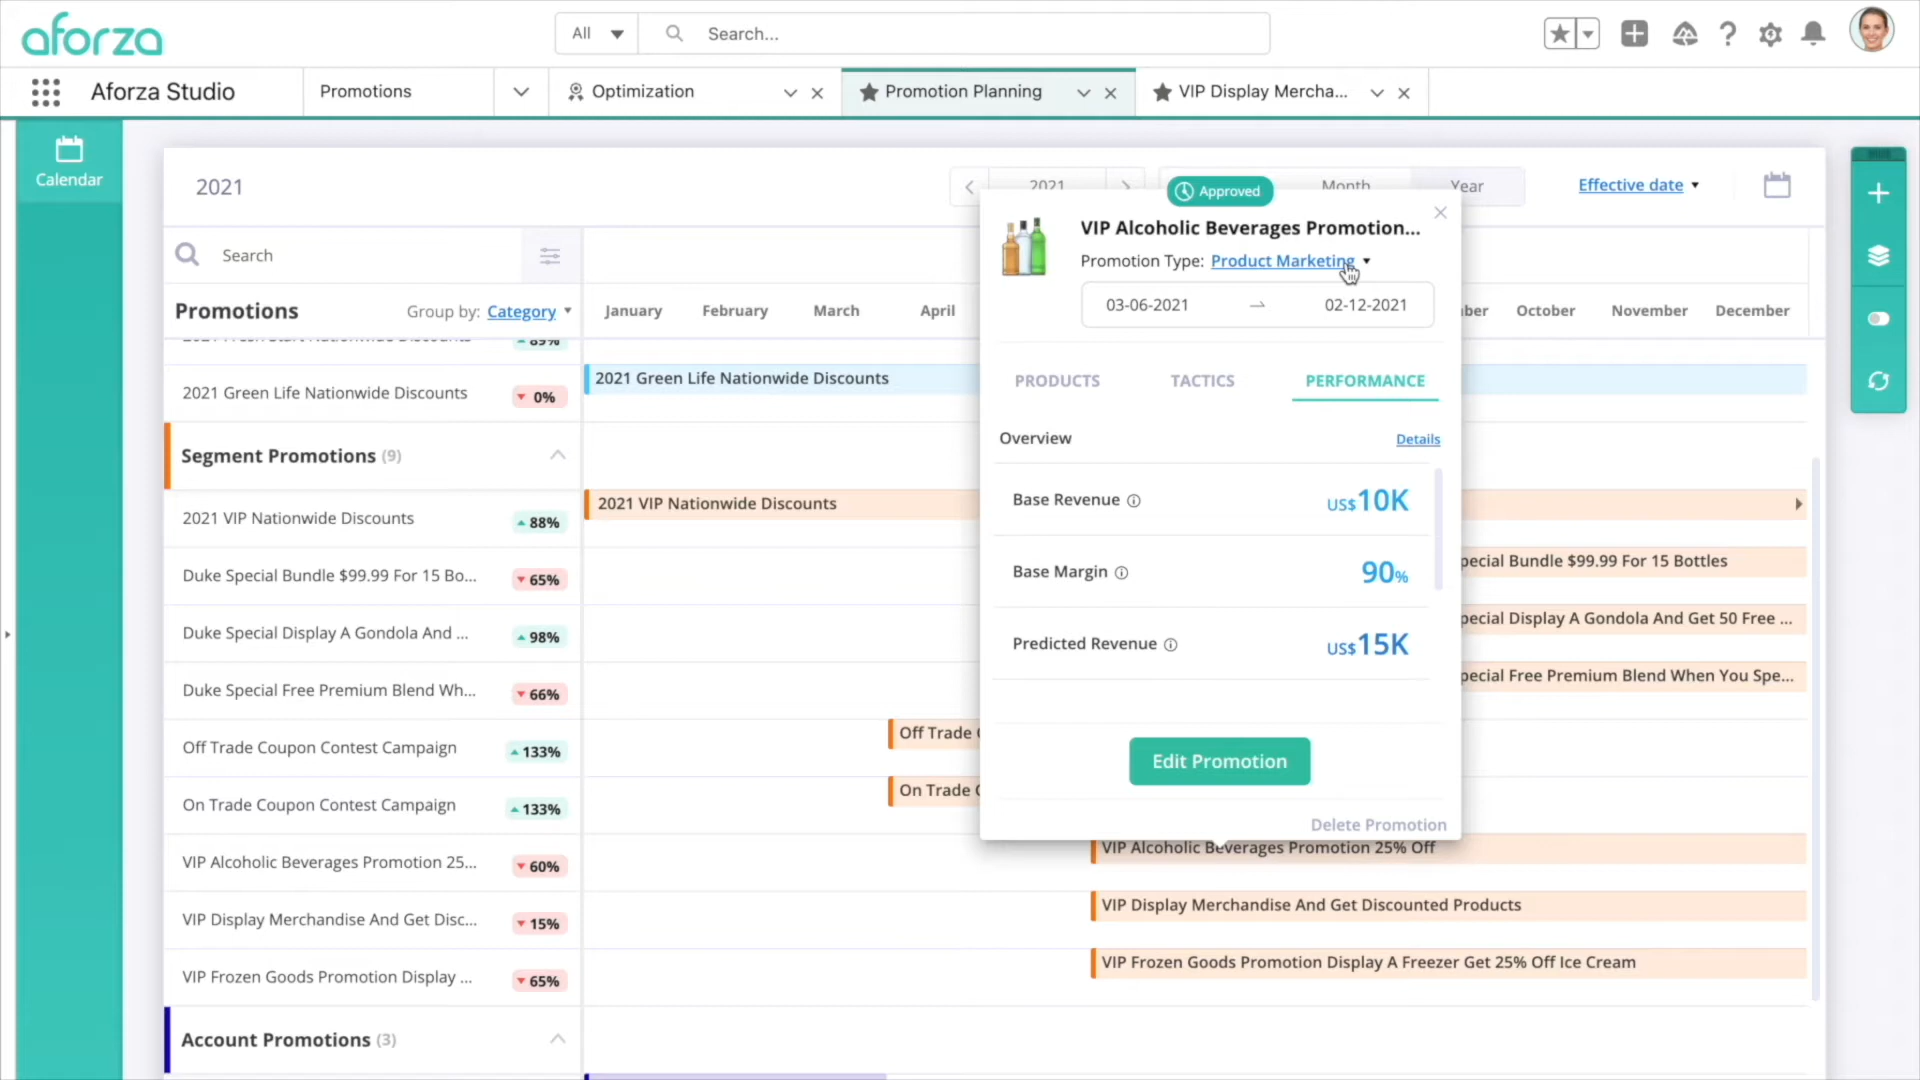 aforza
All
Search...
Aforza Studio
Promotions
Optimization
Promotion Planning
VIP Display Mercha...
Calendar
2021
2021
Month
Year
Effective date
Approved
VIP Alcoholic Beverages Promotion...
Promotion Type: Product Marketing
03-06-2021
02-12-2021
Search
Promotions
Group by: Category
January
February
March
April
October
November
December
PRODUCTS
TACTICS
PERFORMANCE
Overview
Details
Base Revenue
US$10K
Base Margin
90%
Predicted Revenue
US$15K
Edit Promotion
Delete Promotion
89%
2021 Green Life Nationwide Discounts
0%
2021 Green Life Nationwide Discounts
Segment Promotions (9)
2021 VIP Nationwide Discounts
88%
2021 VIP Nationwide Discounts
Duke Special Bundle $99.99 For 15 Bo...
65%
pecial Bundle $99.99 For 15 Bottles
Duke Special Display A Gondola And ...
98%
pecial Display A Gondola And Get 50 Free ...
Duke Special Free Premium Blend Wh...
66%
pecial Free Premium Blend When You Spe...
Off Trade Coupon Contest Campaign
133%
Off Trade
On Trade Coupon Contest Campaign
133%
On Trade
VIP Alcoholic Beverages Promotion 25...
60%
VIP Alcoholic Beverages Promotion 25% Off
VIP Display Merchandise And Get Disc...
15%
VIP Display Merchandise And Get Discounted Products
VIP Frozen Goods Promotion Display ...
65%
VIP Frozen Goods Promotion Display A Freezer Get 25% Off Ice Cream
Account Promotions (3)